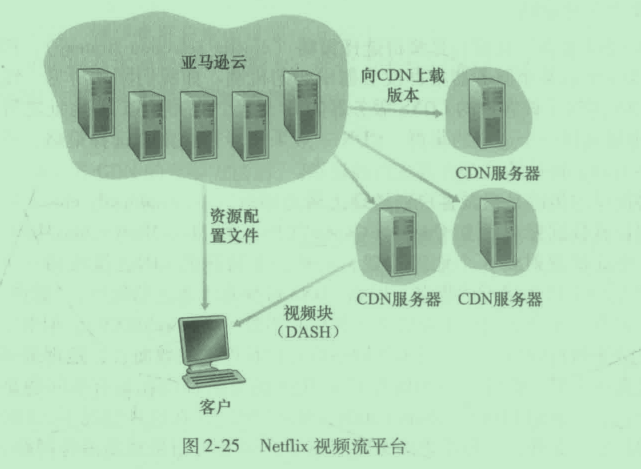 亚马逊云
向CDN上载
版本
CDN服务器
资源配
置文件
CDN服务器
CDN服务器
视频块
（DASH）
客户
图 2-25 Netflix 视频流平台